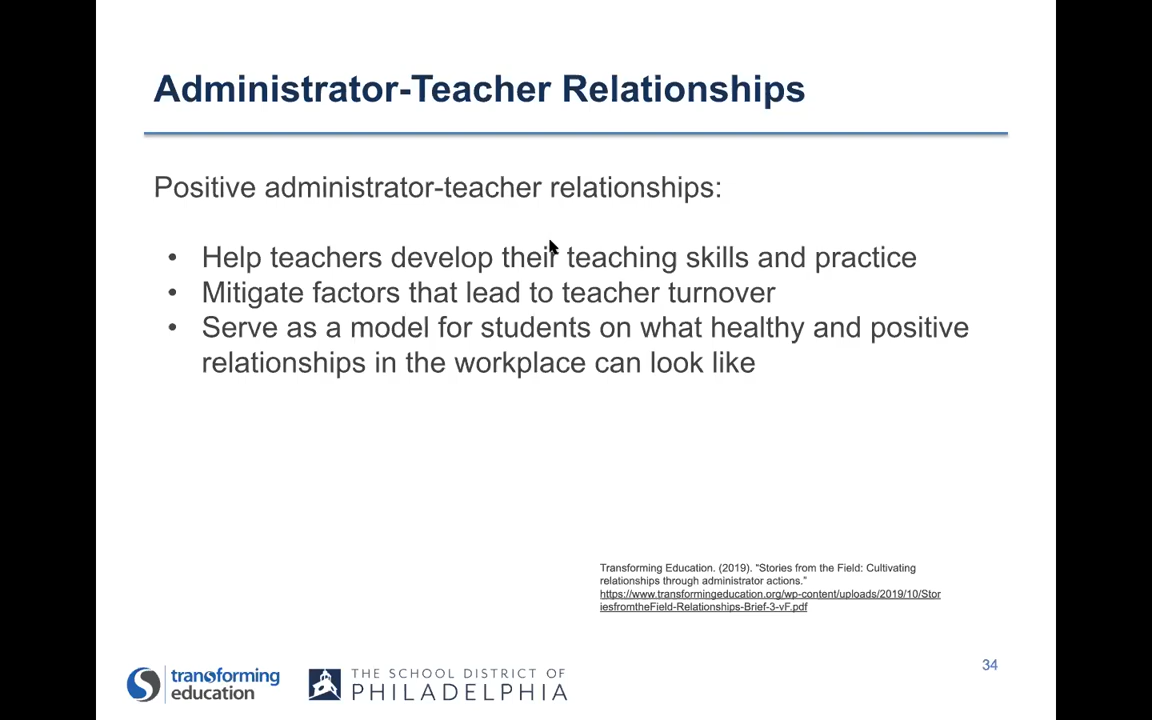 Administrator-Teacher Relationships
Positive administrator-teacher relationships:
• Help teachers develop their teaching skills and practice
• Mitigate factors that lead to teacher turnover
• Serve as a model for students on what healthy and positive
relationships in the workplace can look like
Transforming Education. (2019). “Stories from the Field: Cultivating
relationships through administrator actions.”
https://www.transformingeducation.org/wp-content/uploads/2019/10/Stor
iesfromtheField-Relationships-Brief-3-vF.pdf
34
transforming
education
THE SCHOOL DISTRICT OF
PHILADELPHIA